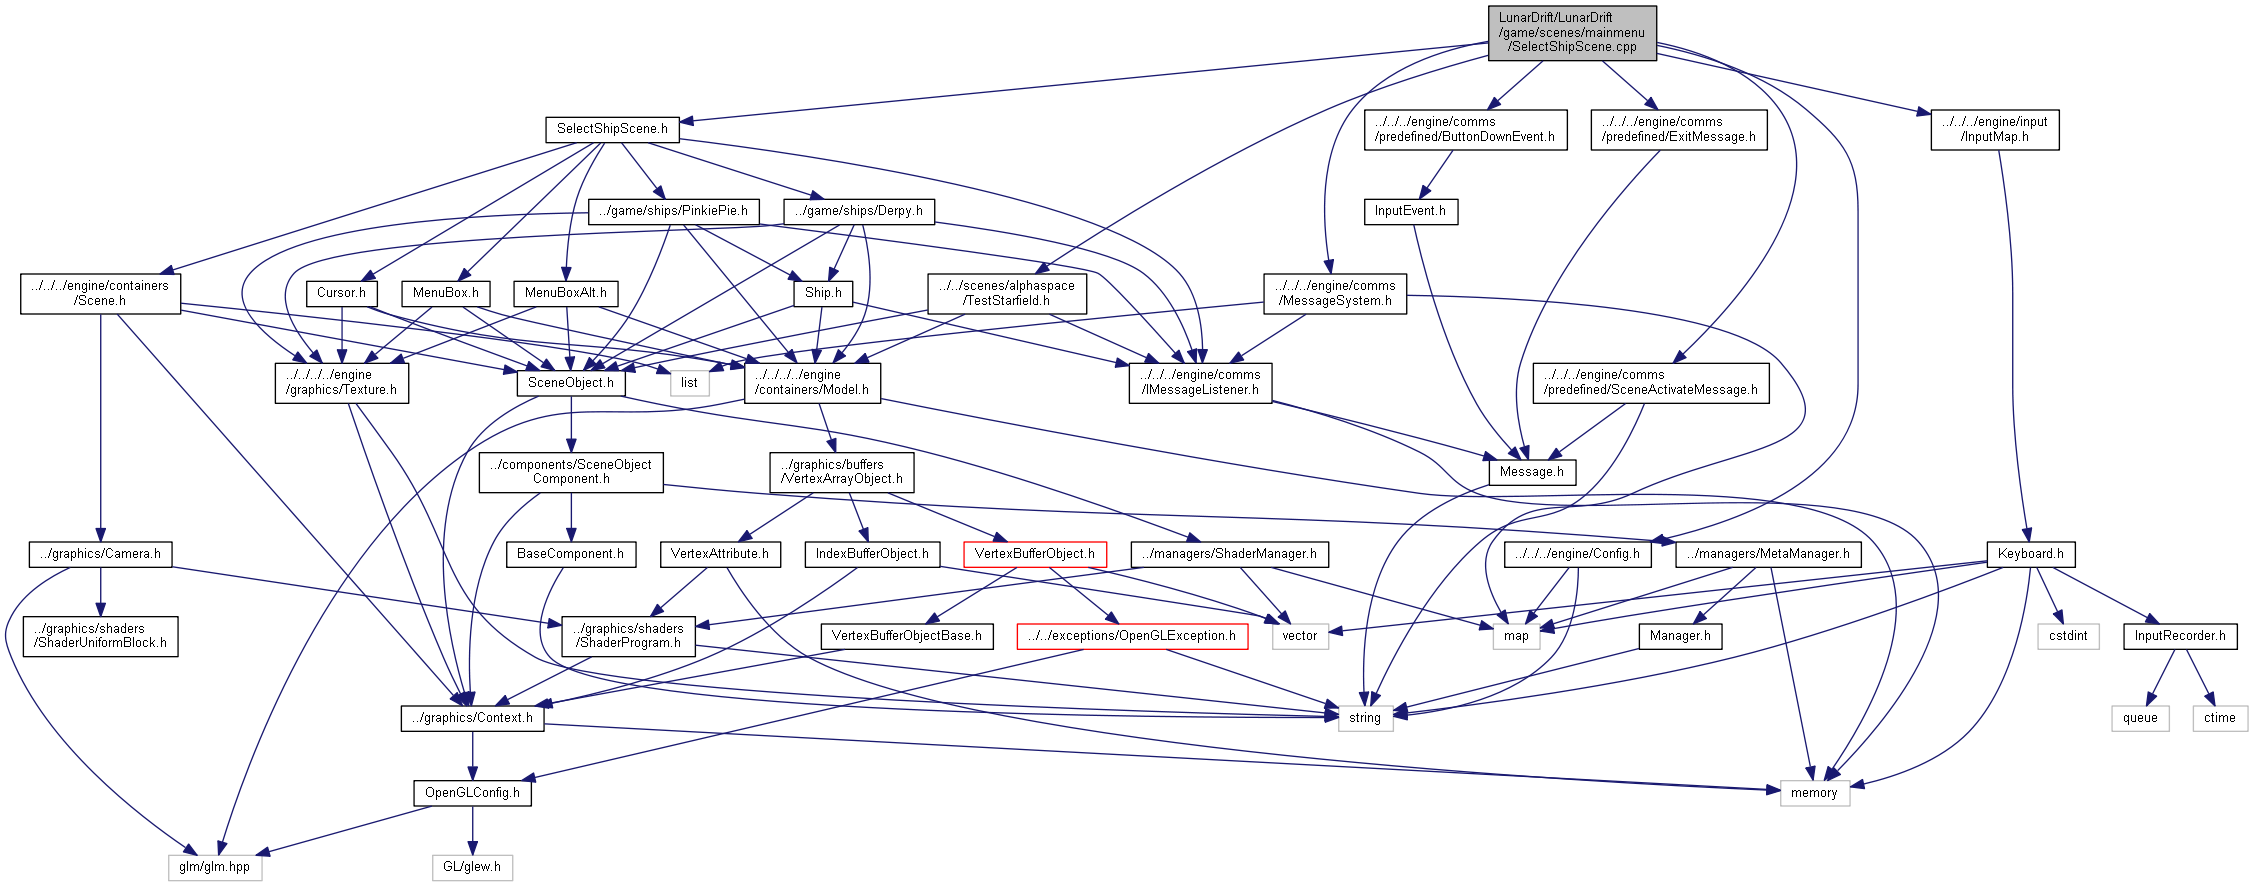 LunarDrift/LunarDrift
/game/scenes/mainmenu
/SelectShipScene.cpp
SelectShipScene.h
../../../engine/comms
/predefined/ButtonDownEvent.h
../../../engine/comms
/predefined/ExitMessage.h
../../../engine/input
/InputMap.h
../game/ships/PinkiePie.h
../game/ships/Derpy.h
InputEvent.h
../../../engine/containers
/Scene.h
Cursor.h
MenuBox.h
MenuBoxAlt.h
Ship.h
../../scenes/alphaspace
/TestStarfield.h
../../../engine/comms
/MessageSystem.h
../../../../engine
/graphics/Texture.h
SceneObject.h
list
../../../../engine
/containers/Model.h
../../../engine/comms
/IMessageListener.h
../../../engine/comms
/predefined/SceneActivateMessage.h
../components/SceneObject
Component.h
../graphics/buffers
/VertexArrayObject.h
Message.h
../graphics/Camera.h
BaseComponent.h
VertexAttribute.h
IndexBufferObject.h
VertexBufferObject.h
../managers/ShaderManager.h
../../../engine/Config.h
../managers/MetaManager.h
Keyboard.h
../graphics/shaders
/ShaderUniformBlock.h
../graphics/shaders
/ShaderProgram.h
VertexBufferObjectBase.h
../../exceptions/OpenGLException.h
vector
map
Manager.h
cstdint
InputRecorder.h
../graphics/Context.h
string
queue
ctime
OpenGLConfig.h
memory
glm/glm.hpp
GL/glew.h